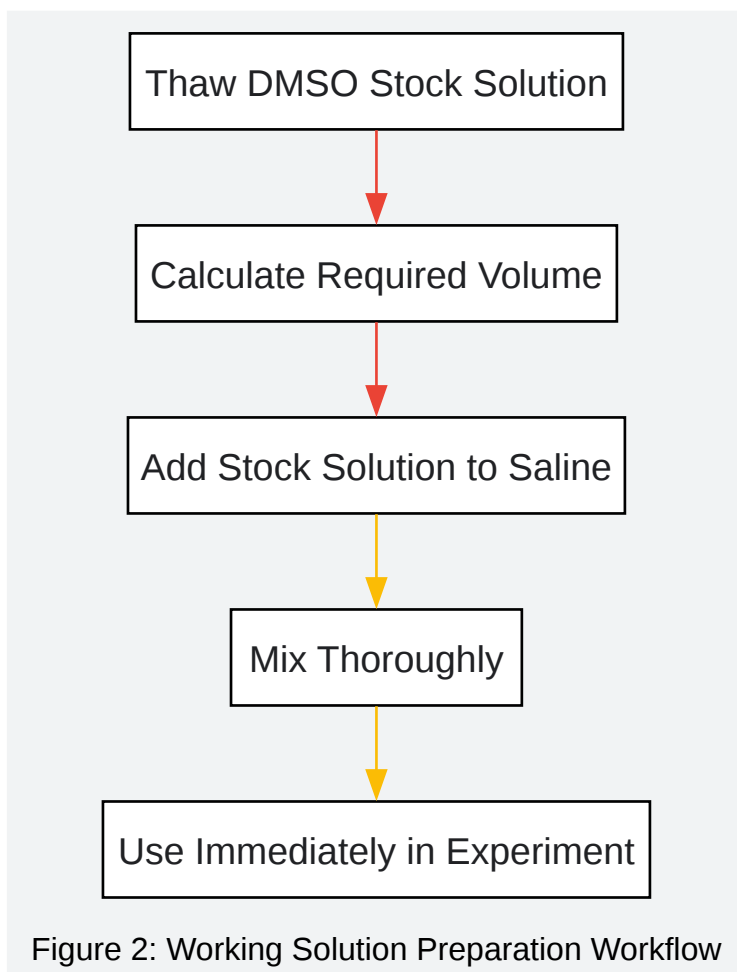 Thaw DMSO Stock Solution
Calculate Required Volume
Add Stock Solution to Saline
Mix Thoroughly
Use Immediately in Experiment
Figure 2: Working Solution Preparation Workflow